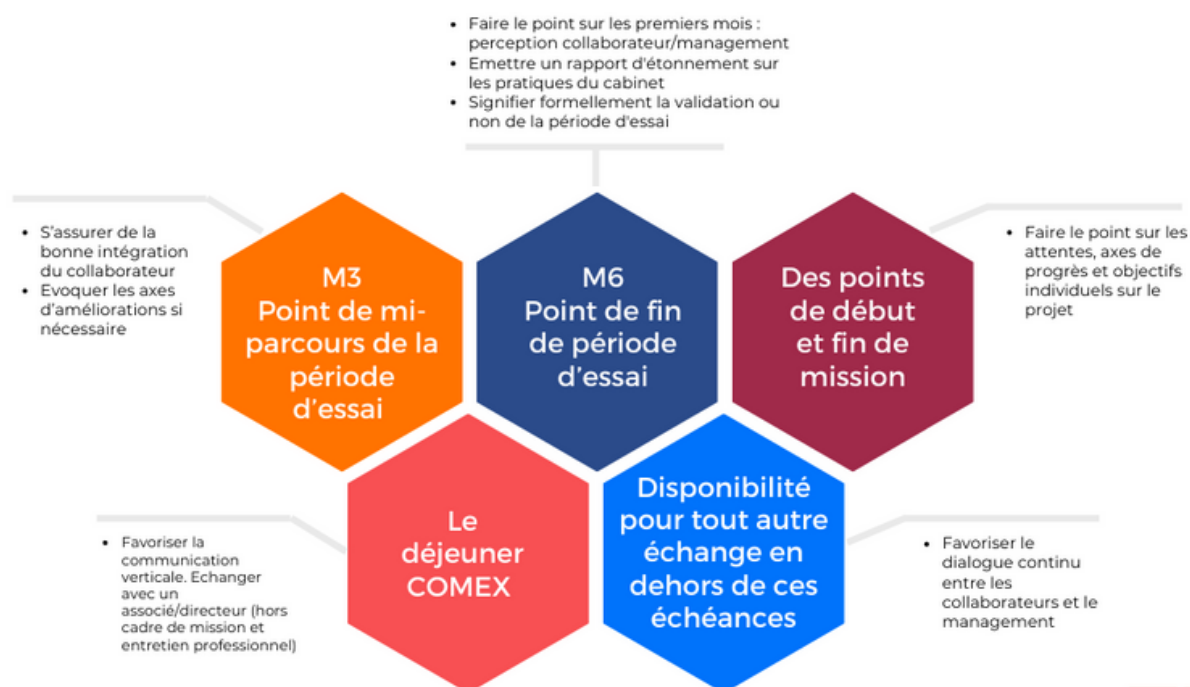 • Faire le point sur les premiers mois :
perception collaborateur/management
• Emettre un rapport d'étonnement sur
les pratiques du cabinet
• Signifier formellement la validation ou
non de la période d'essai
• S'assurer de la
bonne intégration
du collaborateur
• Evoquer les axes
d'améliorations si
nécessaire
M3
Point de mi-
parcours de la
période
d'essai
M6
Point de fin
de période
d'essai
Des points
de début
et fin de
mission
• Faire le point sur les
attentes, axes de
progrès et objectifs
individuels sur le
projet
• Favoriser la
communication
verticale. Echanger
avec un
associé/directeur (hors
cadre de mission et
entretien professionnel)
Le
déjeuner
COMEX
Disponibilité
pour tout autre
échange en
dehors de ces
échéances
• Favoriser le
dialogue continu
entre les
collaborateurs et le
management